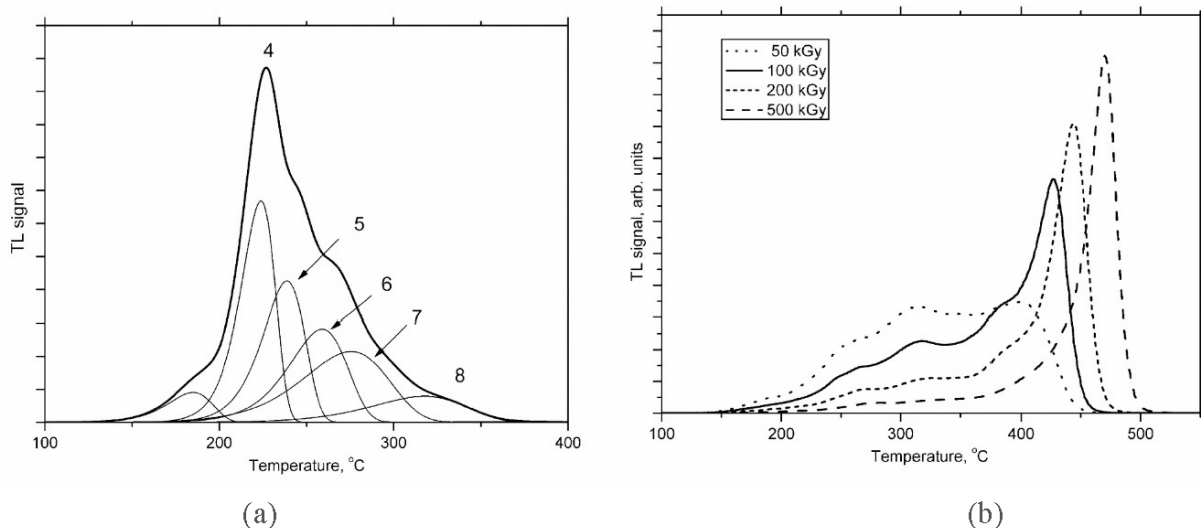 4
5
6
7
8
TL signal
100 200 300 400
Temperature, °C
(a)
50 kGy
100 kGy
200 kGy
500 kGy
TL signal, arb. units
100 200 300 400 500
Temperature, °C
(b)